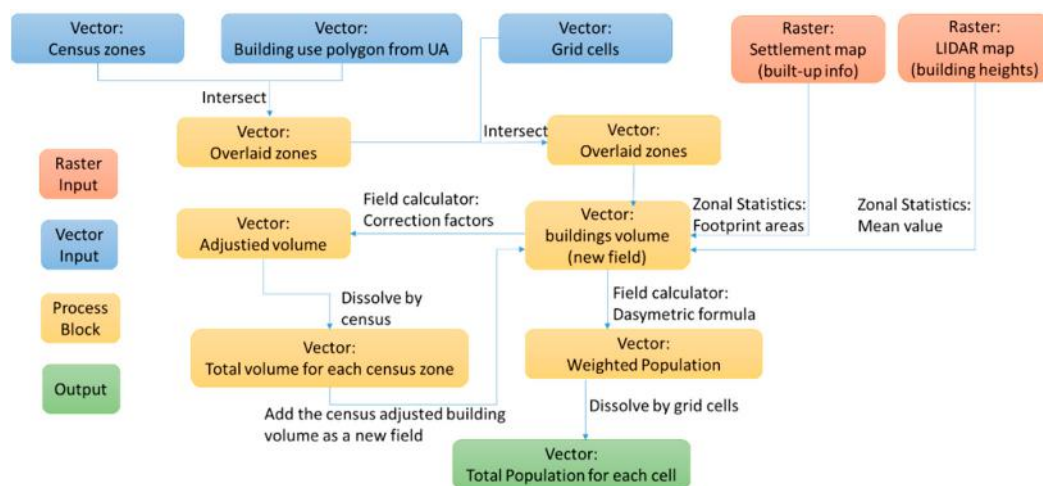 Vector:
Census zones
Vector:
Building use polygon from UA
Vector:
Grid cells
Raster:
Settlement map
(built-up info)
Raster:
LIDAR map
(building heights)
Intersect
Vector:
Overlaid zones
Intersect
Vector:
Overlaid zones
Raster
Input
Vector
Input
Process
Block
Output
Field calculator:
Correction factors
Zonal Statistics:
Footprint areas
Zonal Statistics:
Mean value
Vector:
Adjustied volume
Vector:
buildings volume
(new field)
Dissolve by
census
Field calculator:
Dasymetric formula
Vector:
Total volume for each census zone
Vector:
Weighted Population
Add the census adjusted building
volume as a new field
Dissolve by grid cells
Vector:
Total Population for each cell